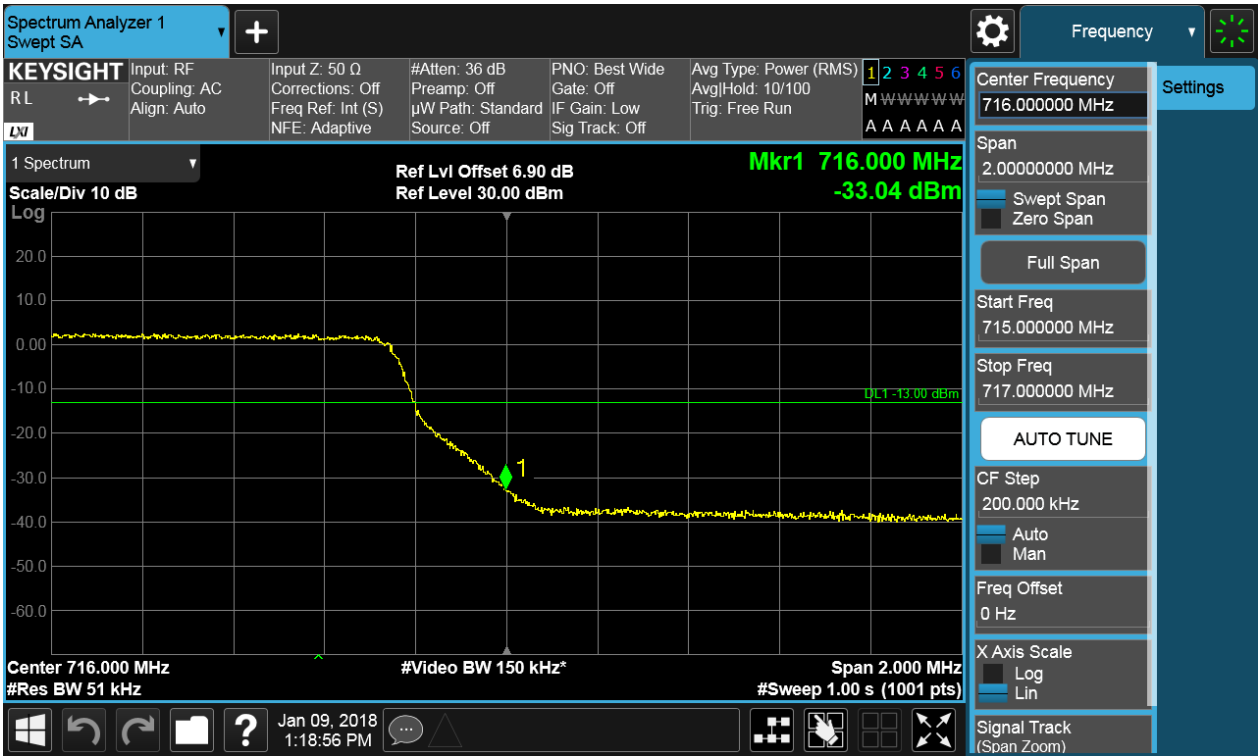 Spectrum Analyzer 1
Swept SA
+
Frequency
KEYSIGHT
R L
LXI
Input: RF
Coupling: AC
Align: Auto
Input Z: 50 Ω
Corrections: Off
Freq Ref: Int (S)
NFE: Adaptive
#Atten: 36 dB
Preamp: Off
µW Path: Standard
Source: Off
PNO: Best Wide
Gate: Off
IF Gain: Low
Sig Track: Off
Avg Type: Power (RMS)
Avg|Hold: 10/100
Trig: Free Run
1 2 3 4 5 6
M W W W W W
A A A A A A
1 Spectrum
Scale/Div 10 dB
Log
Ref Lvl Offset 6.90 dB
Ref Level 30.00 dBm
Mkr1 716.000 MHz
-33.04 dBm
20.0
10.0
0.00
-10.0
-20.0
-30.0
-40.0
-50.0
-60.0
DL1 -13.00 dBm
1
Center 716.000 MHz
#Res BW 51 kHz
#Video BW 150 kHz*
Span 2.000 MHz
#Sweep 1.00 s (1001 pts)
Center Frequency
716.000000 MHz
Span
2.00000000 MHz
Swept Span
Zero Span
Full Span
Start Freq
715.000000 MHz
Stop Freq
717.000000 MHz
AUTO TUNE
CF Step
200.000 kHz
Auto
Man
Freq Offset
0 Hz
X Axis Scale
Log
Lin
Signal Track
(Span Zoom)
Settings
?
Jan 09, 2018
1:18:56 PM